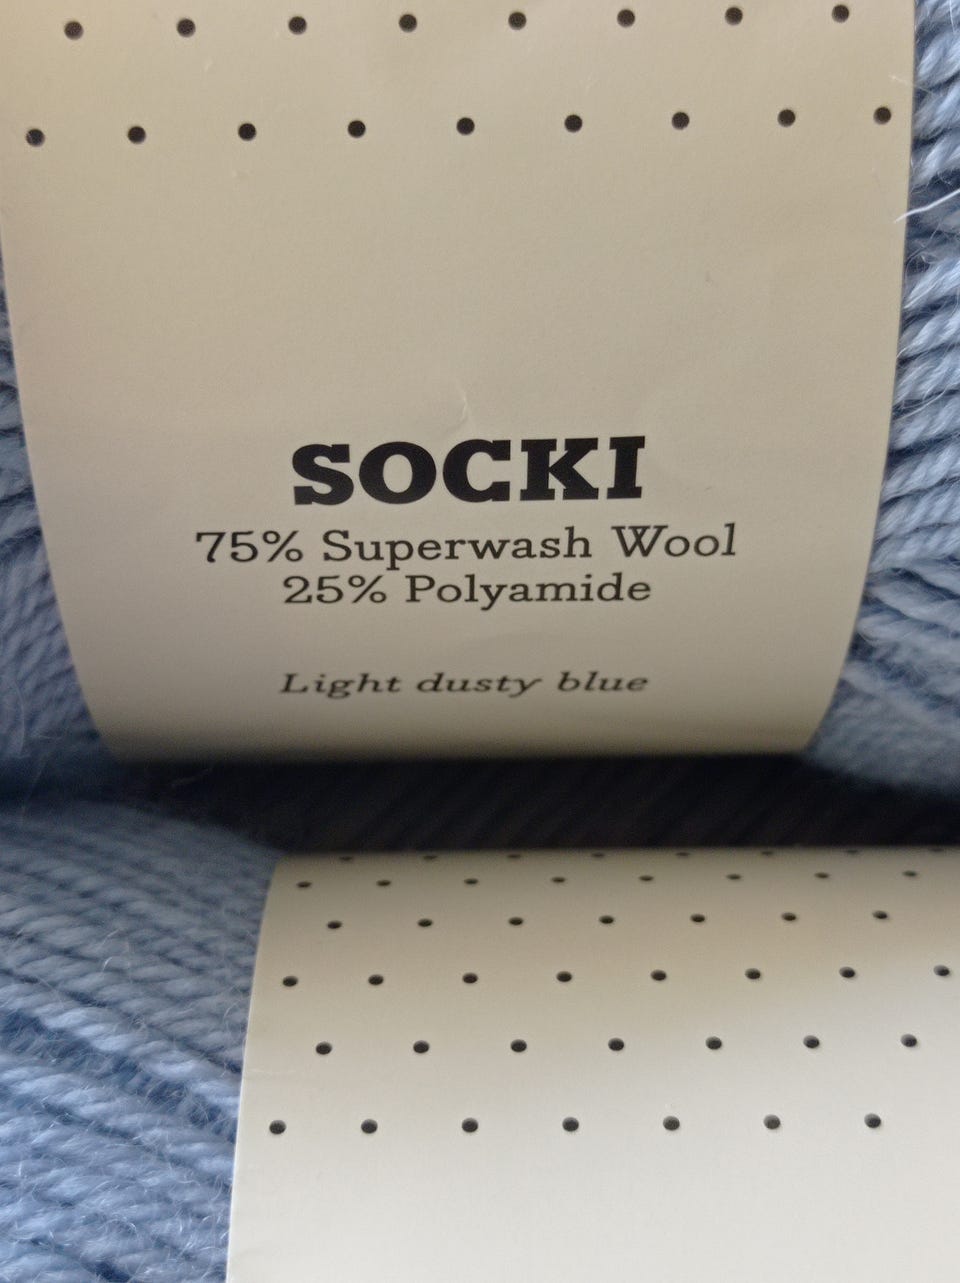 SOCKI
75% Superwash Wool
25% Polyamide
Light dusty blue